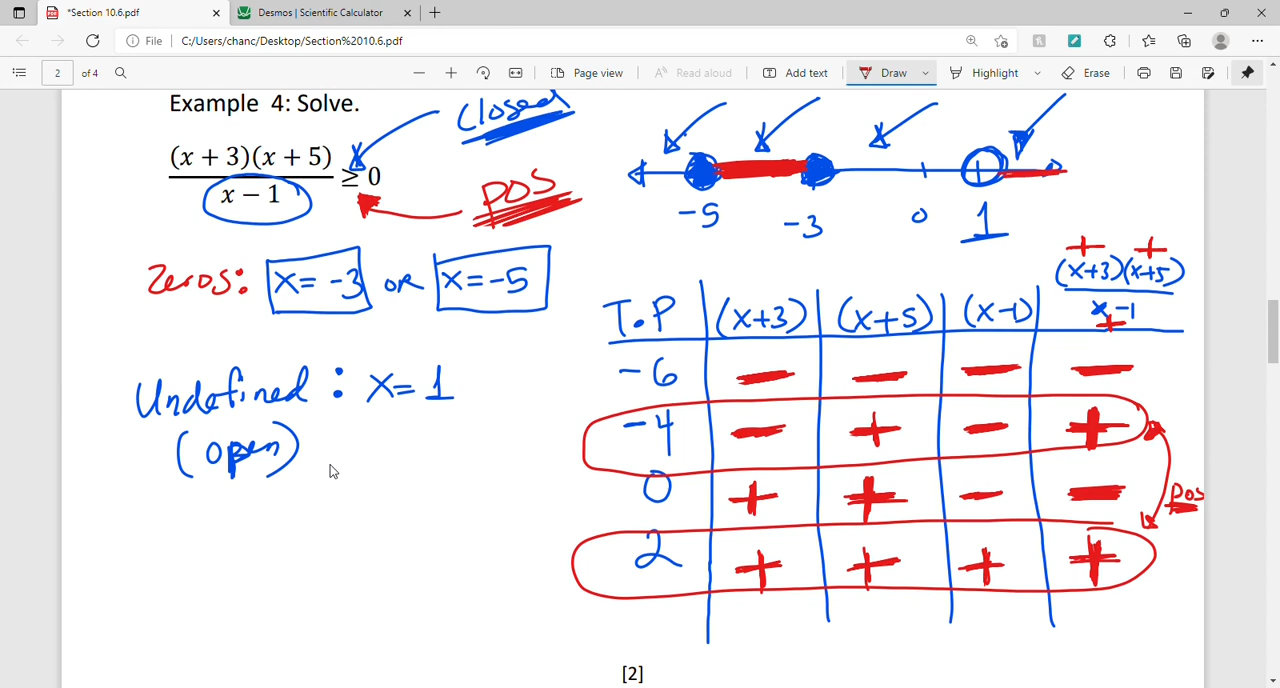 *Section 10.6.pdf
Desmos | Scientific Calculator
File
C:/Users/chanc/Desktop/Section%2010.6.pdf
2
of 4
Page view
Read aloud
Add text
Draw
Highlight
Erase
Example 4: Solve.
closed
(x + 3)(x + 5)
x − 1
≥ 0
POS
-5
-3
0
1
Zeros: x = -3 OR x = -5
Undefined : x = 1
(open)
(x+3)(x+5)
x-1
+ +
+
T.P (x+3) (x+5) (x-1)
-6 − − − −
-4 − + − +
0 + + − −
pos
2 + + + +
[2]